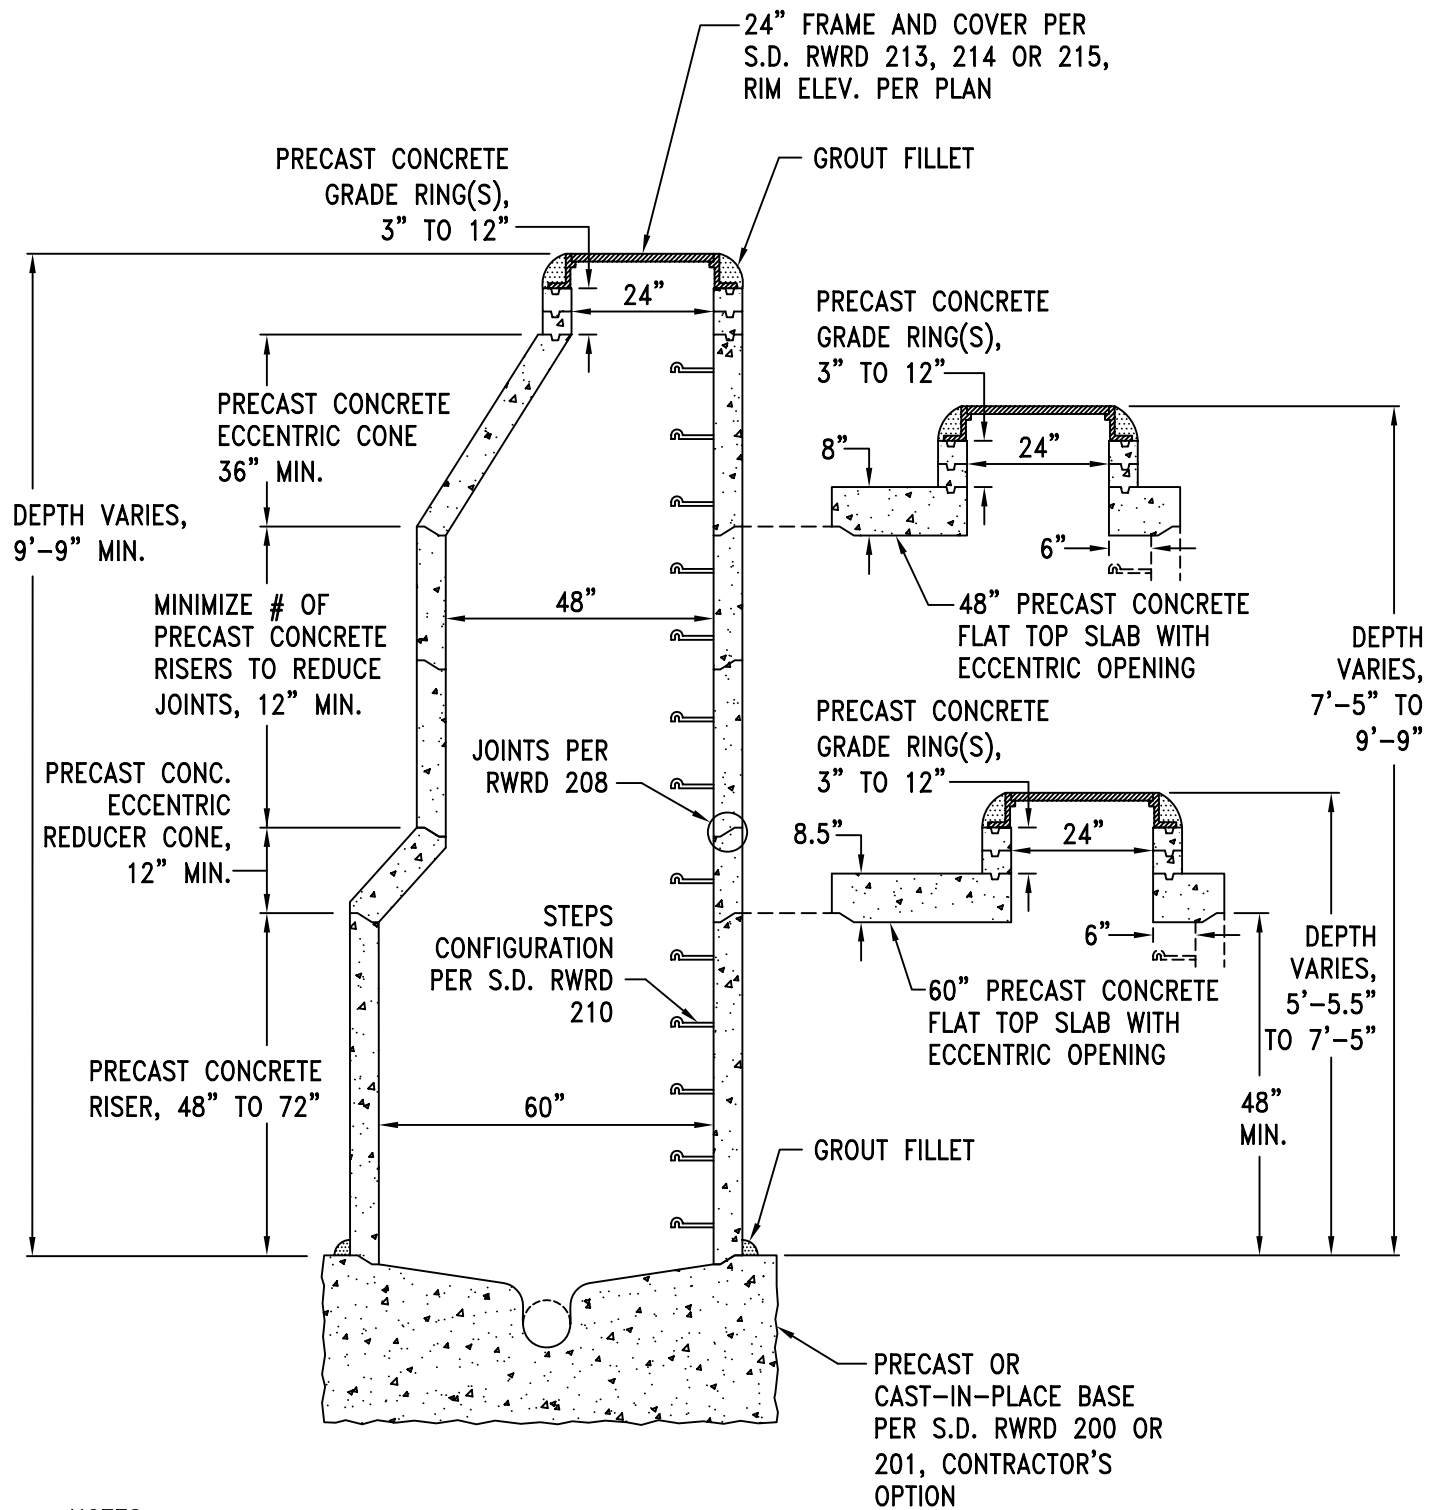 24” FRAME AND COVER PER
S.D. RWRD 213, 214 OR 215,
RIM ELEV. PER PLAN
PRECAST CONCRETE
GRADE RING(S),
3” TO 12”
GROUT FILLET
24”
PRECAST CONCRETE
GRADE RING(S),
3” TO 12”
PRECAST CONCRETE
ECCENTRIC CONE
36” MIN.
8”
24”
DEPTH VARIES,
9’-9” MIN.
6”
48”
MINIMIZE # OF
PRECAST CONCRETE
RISERS TO REDUCE
JOINTS, 12” MIN.
48” PRECAST CONCRETE
FLAT TOP SLAB WITH
ECCENTRIC OPENING
DEPTH
VARIES,
7’-5” TO
9’-9”
PRECAST CONCRETE
GRADE RING(S),
3” TO 12”
JOINTS PER
RWRD 208
PRECAST CONC.
ECCENTRIC
REDUCER CONE,
12” MIN.
8.5”
24”
STEPS
CONFIGURATION
PER S.D. RWRD
210
6”
DEPTH
VARIES,
5’-5.5”
TO 7’-5”
60” PRECAST CONCRETE
FLAT TOP SLAB WITH
ECCENTRIC OPENING
PRECAST CONCRETE
RISER, 48” TO 72”
60”
48”
MIN.
GROUT FILLET
PRECAST OR
CAST-IN-PLACE BASE
PER S.D. RWRD 200 OR
201, CONTRACTOR’S
OPTION